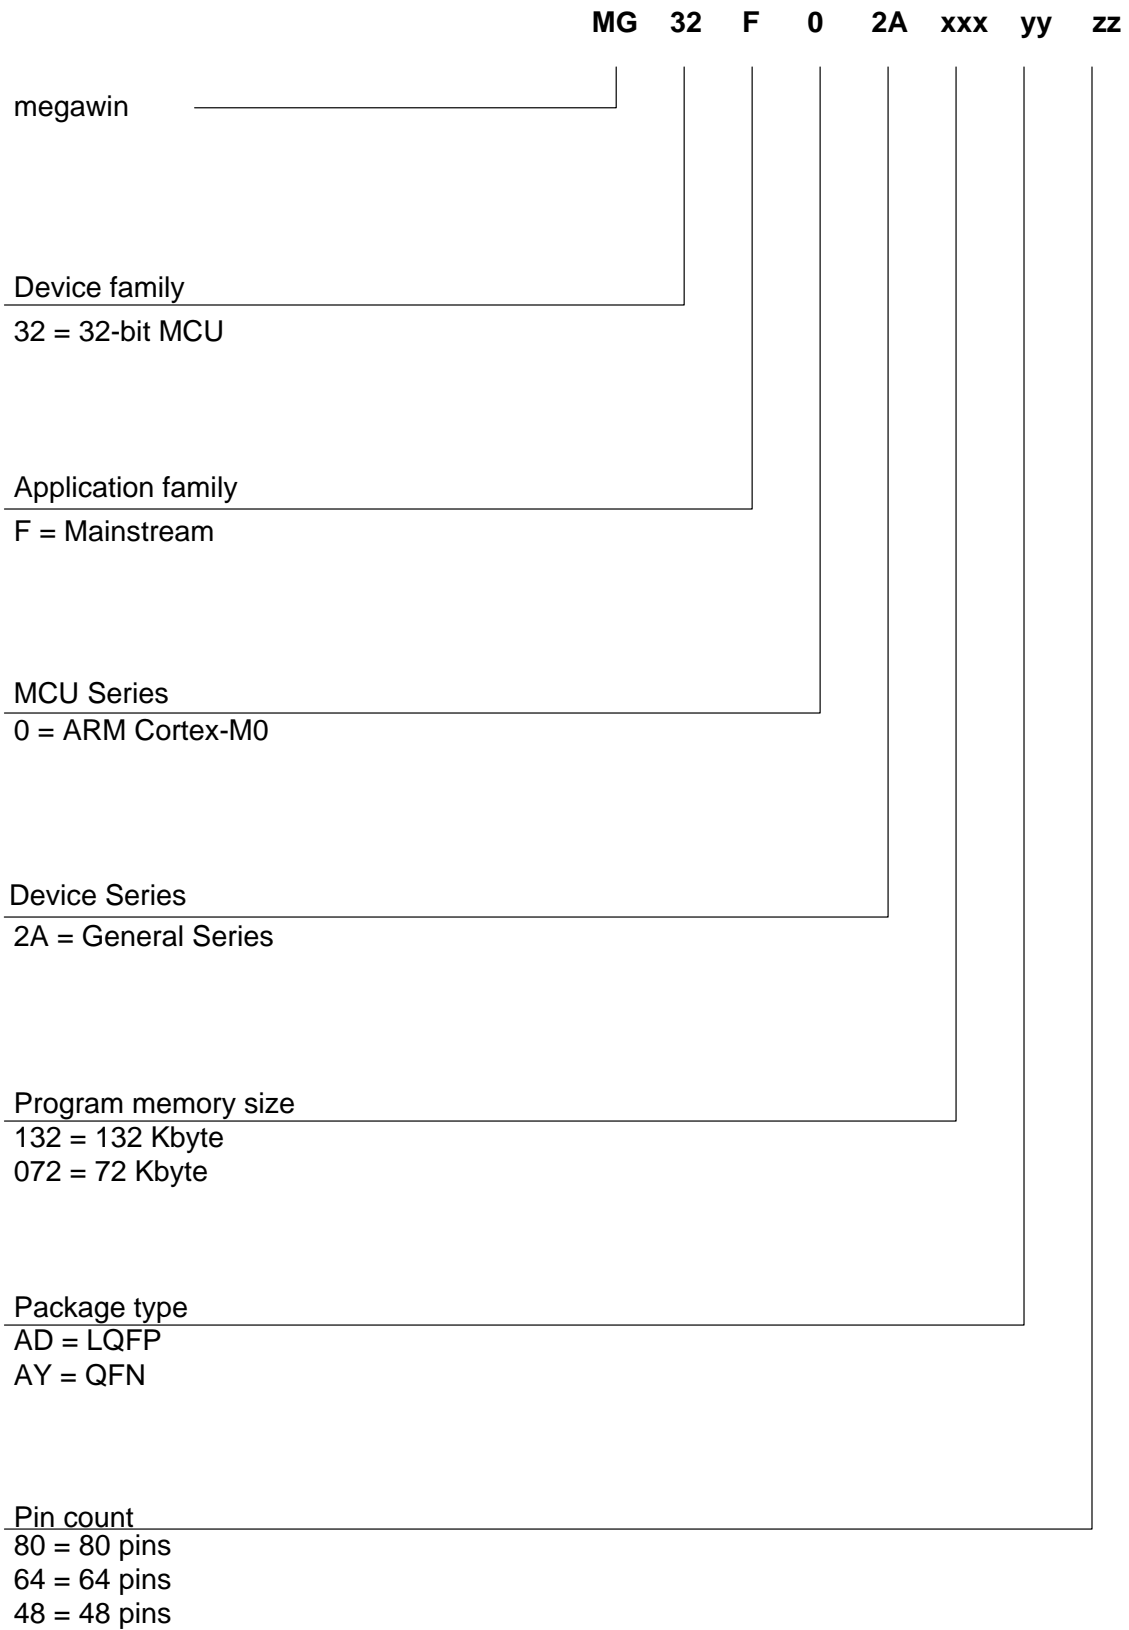 MG 32 F 0 2A xxx yy zz
megawin
Device family
32 = 32-bit MCU
Application family
F = Mainstream
MCU Series
0 = ARM Cortex-M0
Device Series
2A = General Series
Program memory size
132 = 132 Kbyte
072 = 72 Kbyte
Package type
AD = LQFP
AY = QFN
Pin count
80 = 80 pins
64 = 64 pins
48 = 48 pins